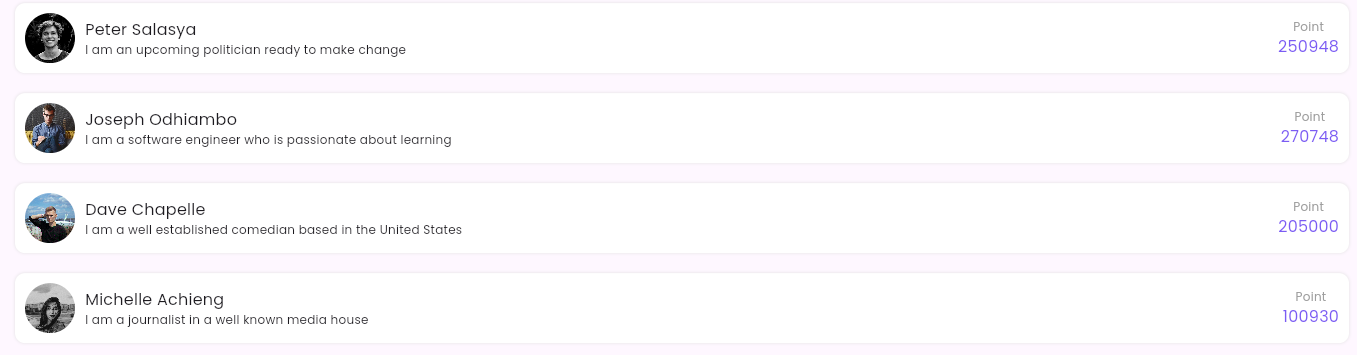 Peter Salasya
I am an upcoming politician ready to make change
Point
250948
Joseph Odhiambo
I am a software engineer who is passionate about learning
Point
270748
Dave Chapelle
I am a well established comedian based in the United States
Point
205000
Michelle Achieng
I am a journalist in a well known media house
Point
100930